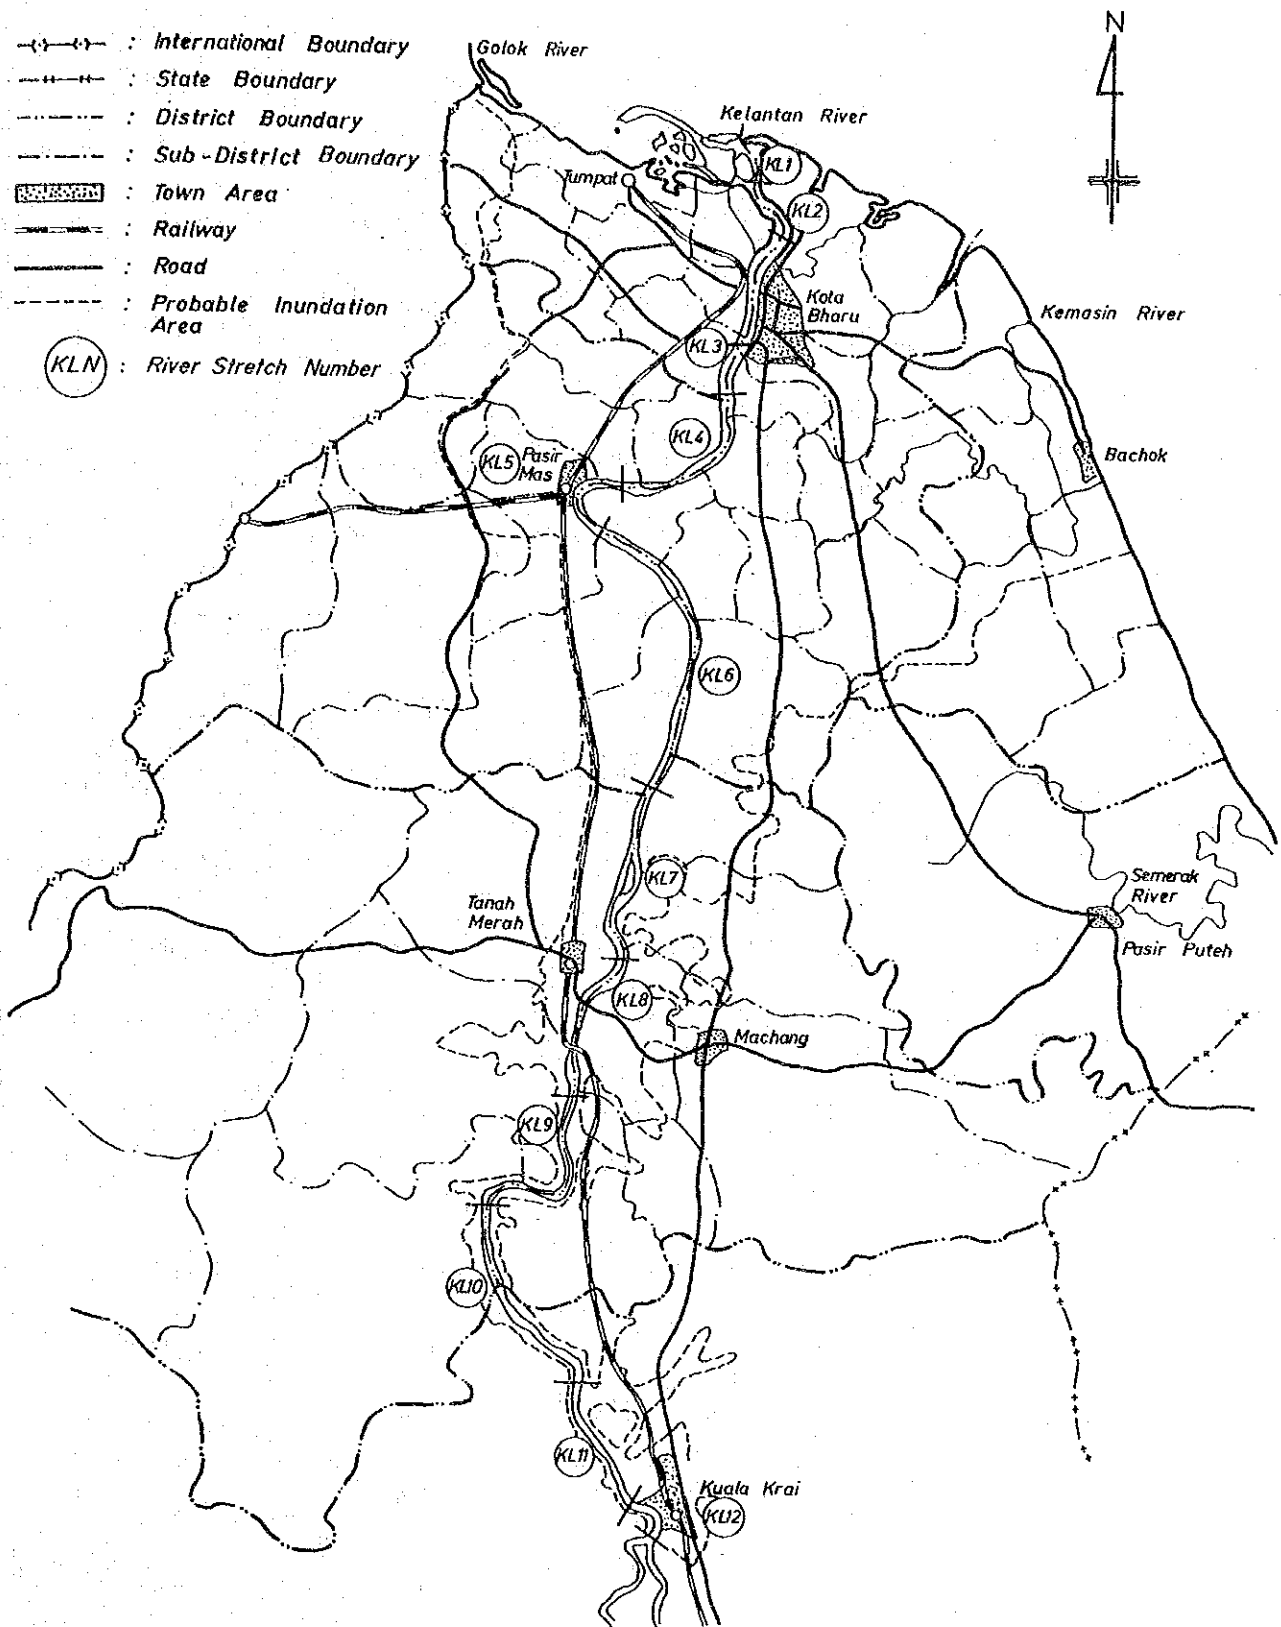 : International Boundary
: State Boundary
: District Boundary
: Sub-District Boundary
: Town Area
: Railway
: Road
: Probable Inundation
Area
KLN : River Stretch Number
N
Golok River
Kelantan River
KL1
Tumpat
KL2
Kota
Bharu
Kemasin River
KL3
KL4
KL5
Pasir
Mas
Bachok
KL6
KL7
Semerak
River
Tanah
Merah
Pasir Puteh
KL8
Machang
KL9
KL10
KL11
Kuala Krai
KL12